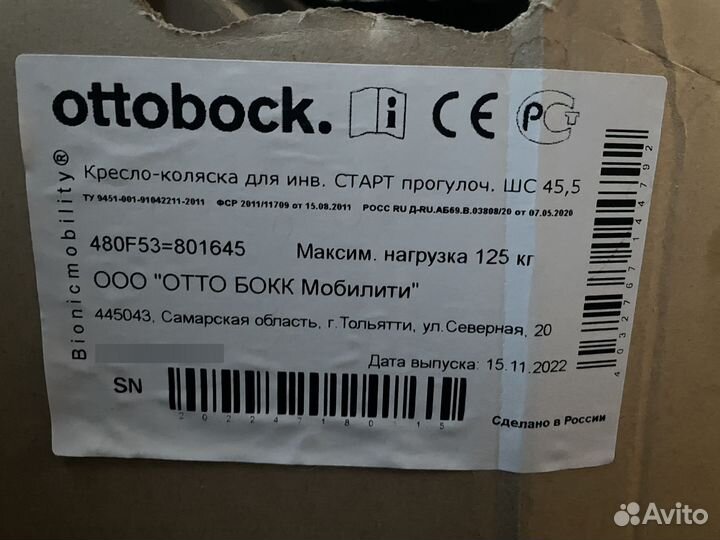 ottobock. i CE РСТ
Bionicmobility®
Кресло-коляска для инв. СТАРТ прогулоч. ШС 45,5
ТУ 9451-001-91042211-2011 ФСР 2011/11709 от 15.08.2011 РОСС RU Д-RU.АБ69.В.03808/20 от 07.05.2020
480F53=801645 Максим. нагрузка 125 кг
ООО "ОТТО БОКК Мобилити"
445043, Самарская область, г.Тольятти, ул.Северная, 20
Дата выпуска: 15.11.2022
SN
202247180115
Сделано в России
4032767144792
Avito